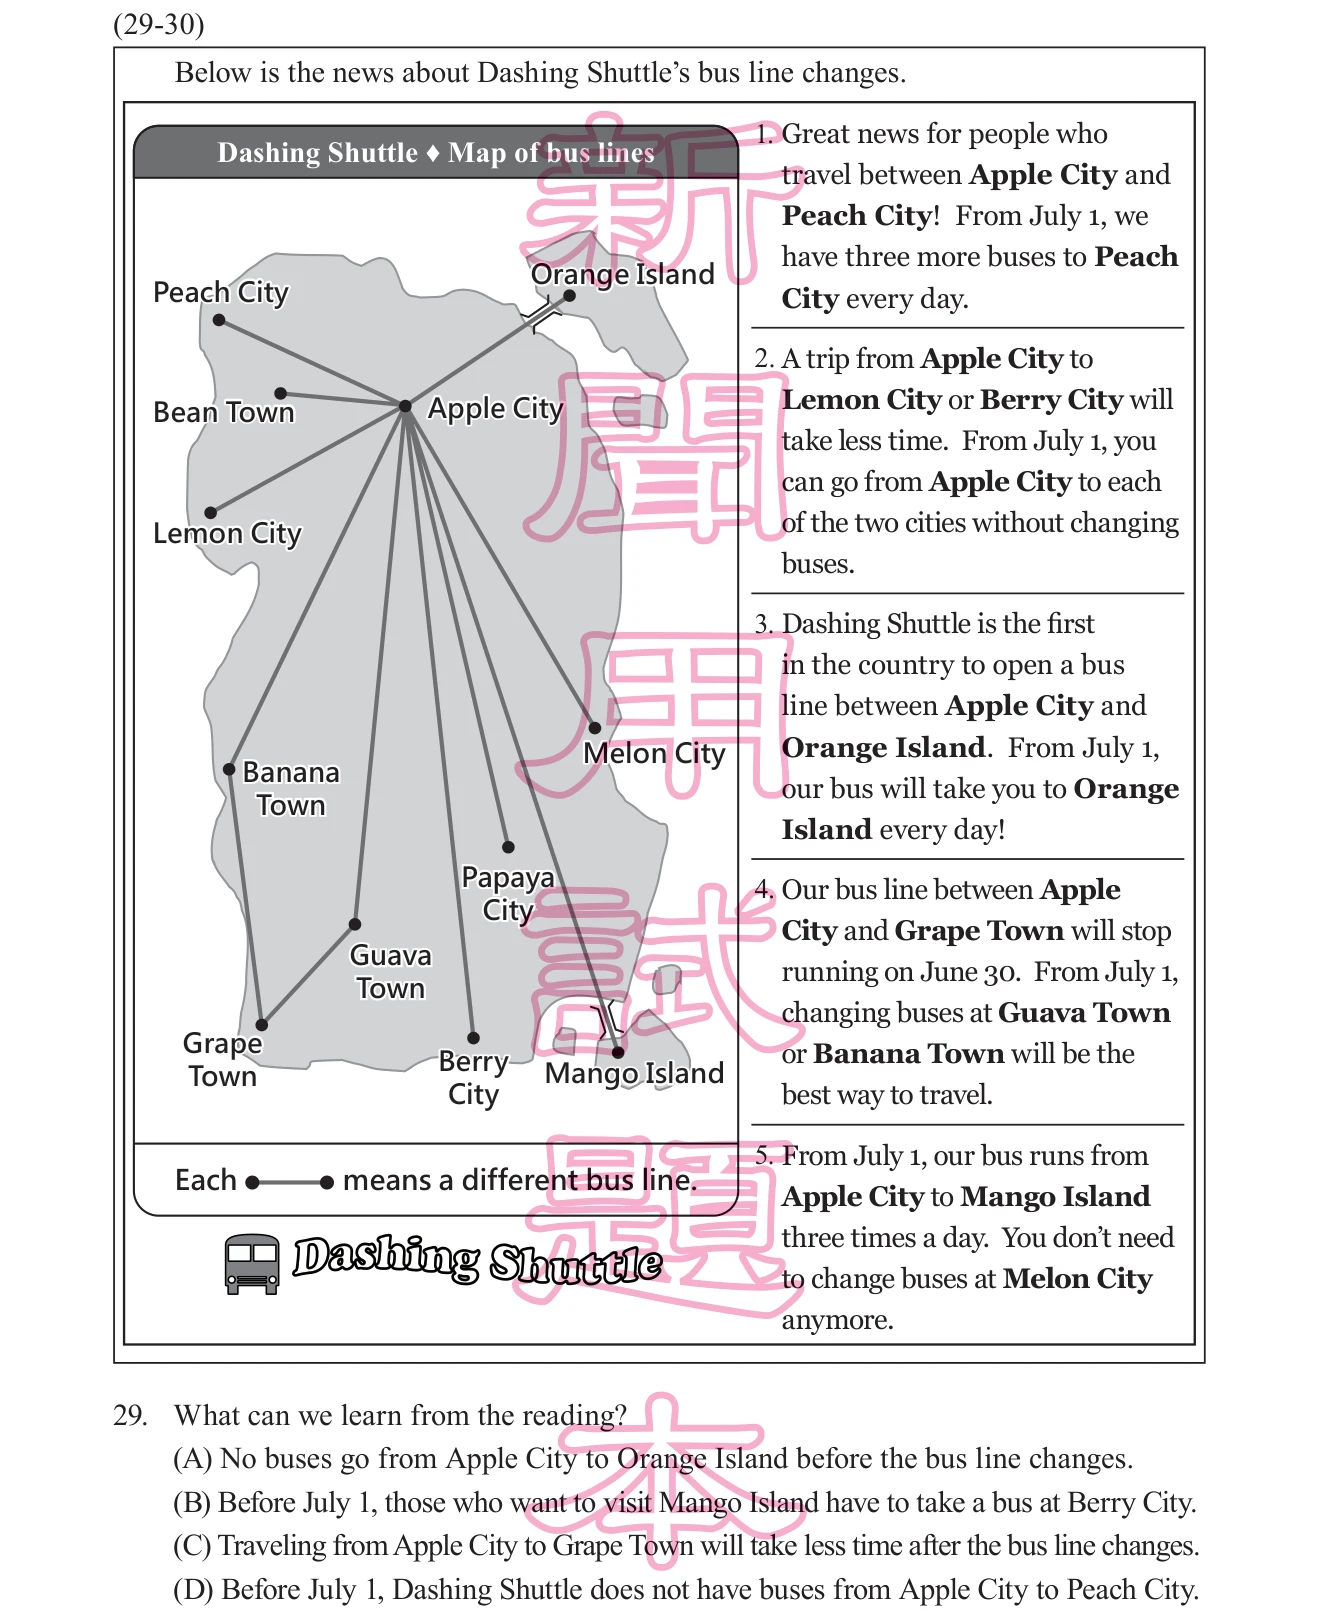 (29-30)
Below is the news about Dashing Shuttle’s bus line changes.
Dashing Shuttle ♦ Map of bus lines
Peach City
Orange Island
Bean Town
Apple City
Lemon City
Melon City
Banana
Town
Papaya
City
Guava
Town
Grape
Town
Berry
City
Mango Island
Each ●——● means a different bus line.
Dashing Shuttle
1. Great news for people who
travel between Apple City and
Peach City! From July 1, we
have three more buses to Peach
City every day.
2. A trip from Apple City to
Lemon City or Berry City will
take less time. From July 1, you
can go from Apple City to each
of the two cities without changing
buses.
3. Dashing Shuttle is the first
in the country to open a bus
line between Apple City and
Orange Island. From July 1,
our bus will take you to Orange
Island every day!
4. Our bus line between Apple
City and Grape Town will stop
running on June 30. From July 1,
changing buses at Guava Town
or Banana Town will be the
best way to travel.
5. From July 1, our bus runs from
Apple City to Mango Island
three times a day. You don’t need
to change buses at Melon City
anymore.
29. What can we learn from the reading?
(A) No buses go from Apple City to Orange Island before the bus line changes.
(B) Before July 1, those who want to visit Mango Island have to take a bus at Berry City.
(C) Traveling from Apple City to Grape Town will take less time after the bus line changes.
(D) Before July 1, Dashing Shuttle does not have buses from Apple City to Peach City.
新聞用試題本